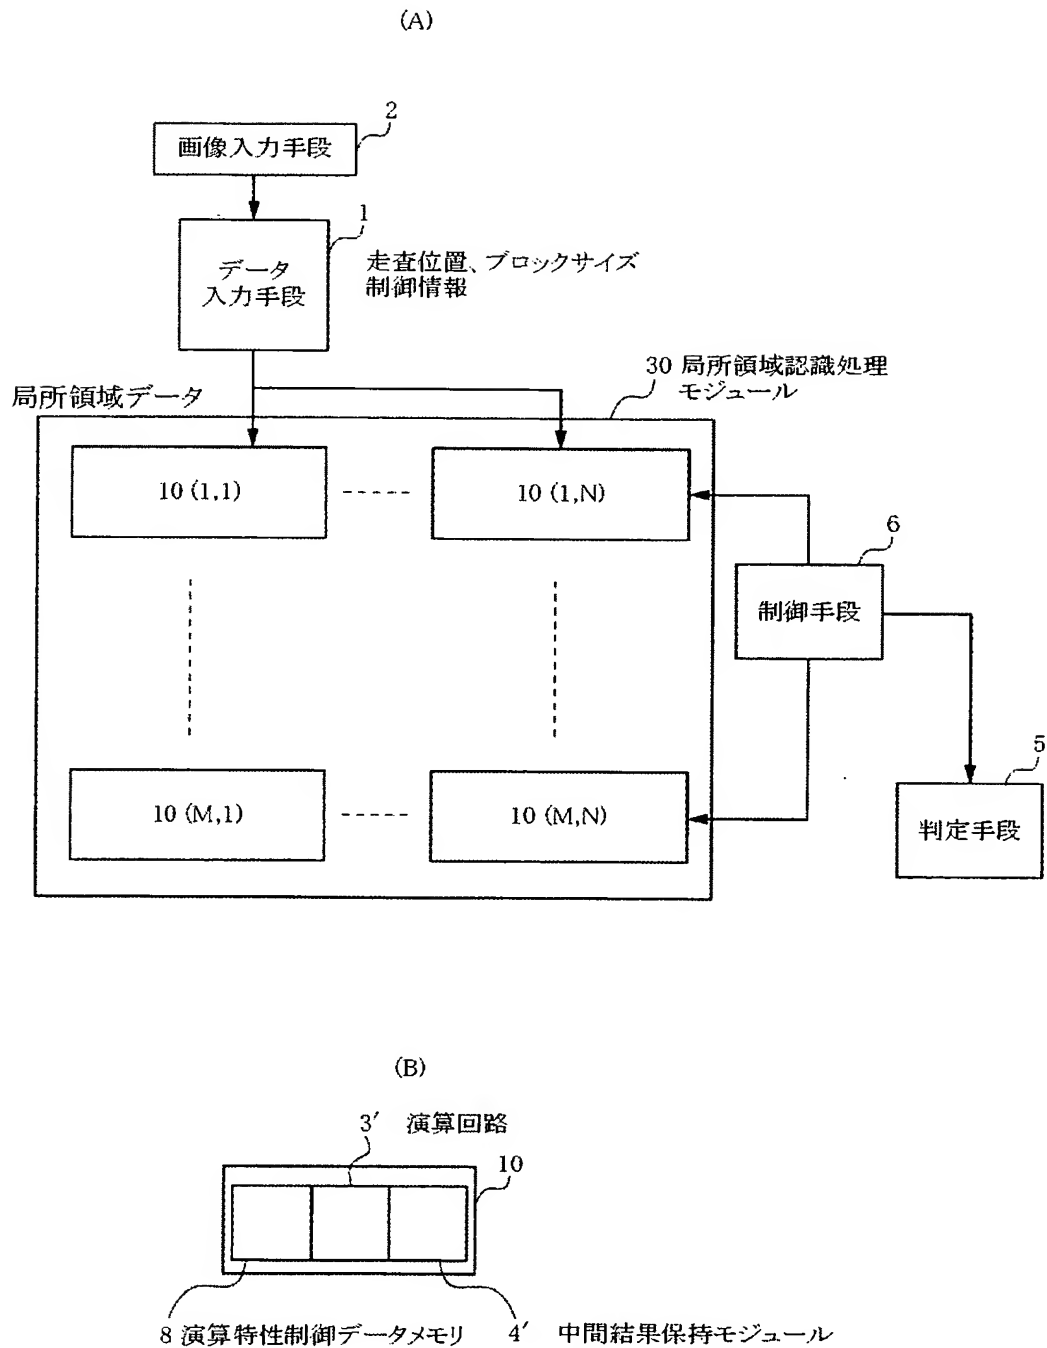 (A)
2
画像入力手段
1
データ
入力手段
走査位置、ブロックサイズ
制御情報
30 局所領域認識処理
モジュール
局所領域データ
10 (1,1)
10 (1,N)
6
制御手段
5
10 (M,1)
10 (M,N)
判定手段
(B)
3′ 演算回路
10
8 演算特性制御データメモリ
4′ 中間結果保持モジュール